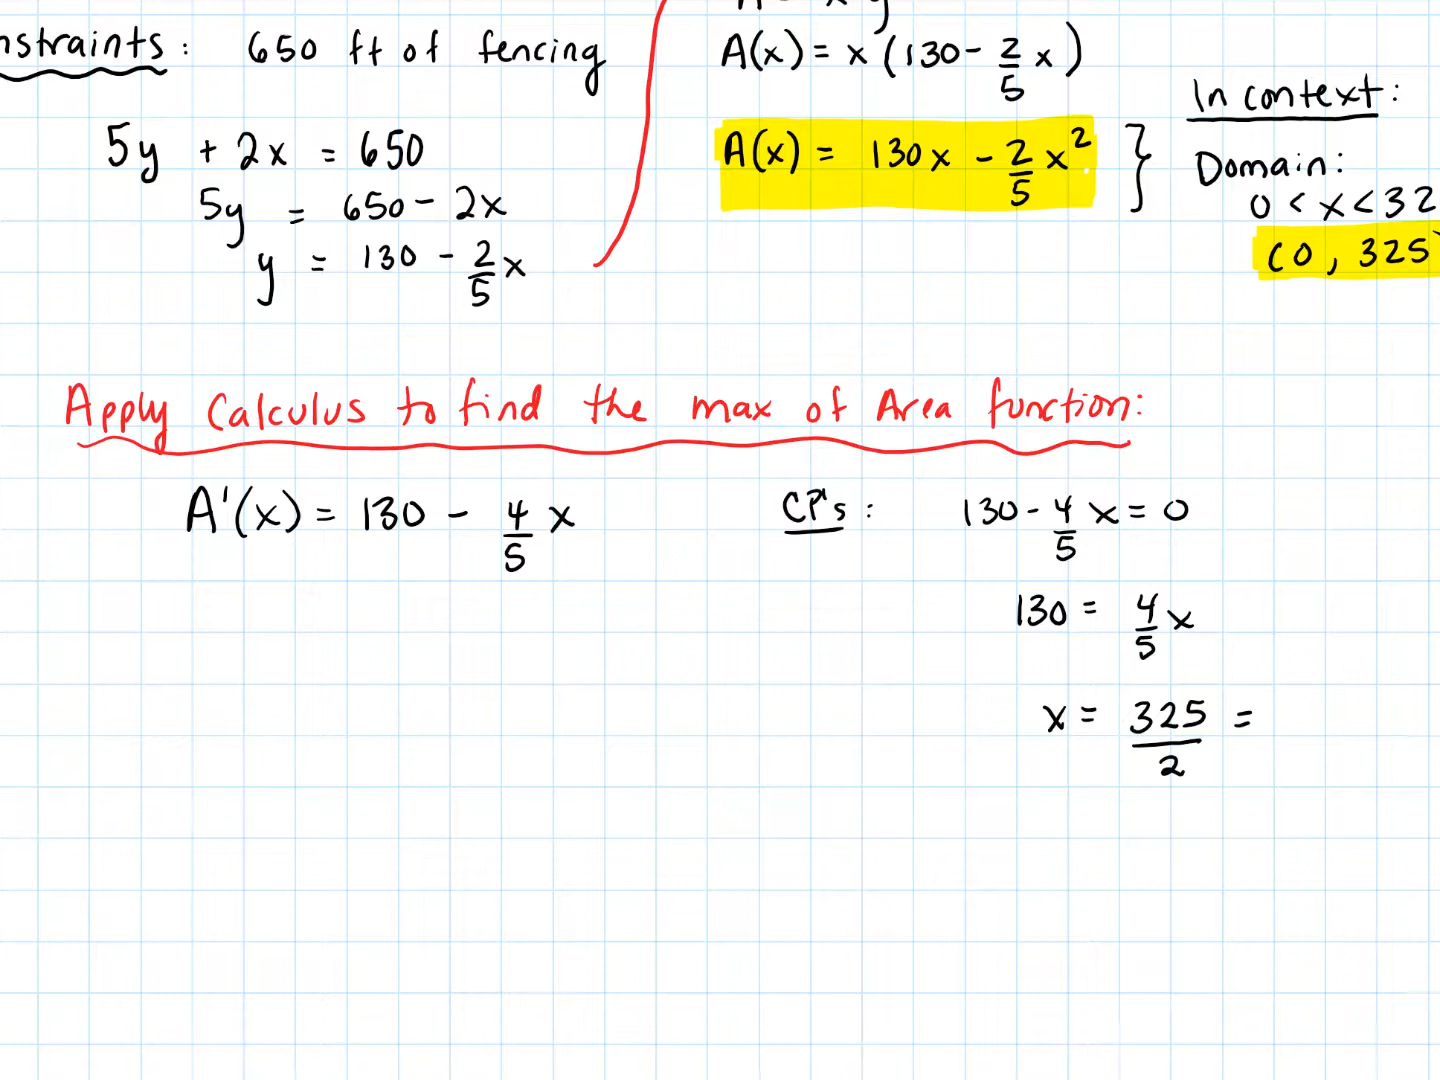 nstraints: 650 ft of fencing
5y + 2x = 650
5y = 650 - 2x
y = 130 - 2/5 x
A(x) = x(130 - 2/5 x)
A(x) = 130x - 2/5 x²
In context:
Domain:
0 < x < 32
(0, 325
Apply Calculus to find the max of Area function:
A'(x) = 130 - 4/5 x
CP's: 130 - 4/5 x = 0
130 = 4/5 x
x = 325/2 =